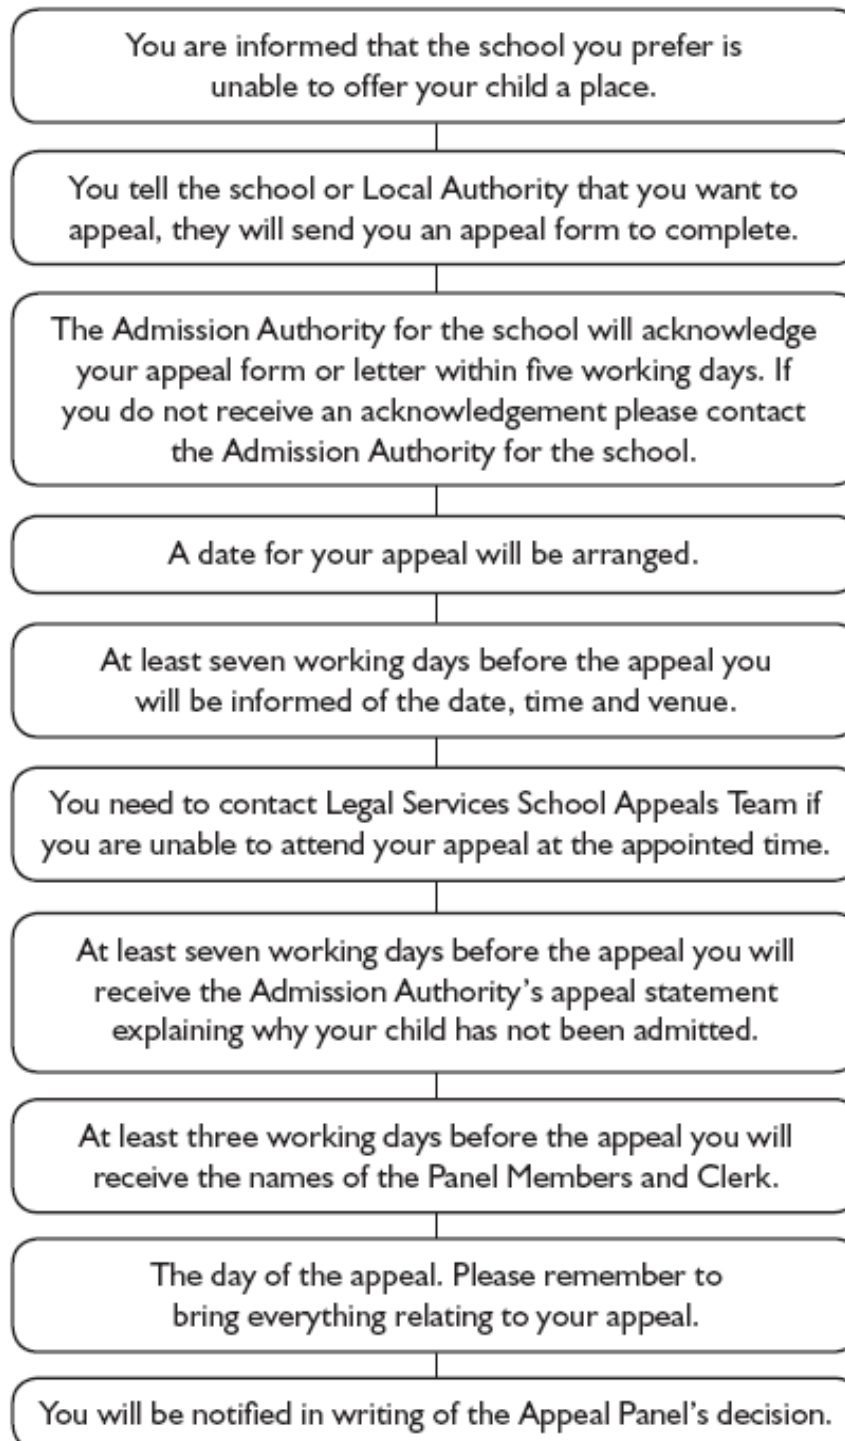 You are informed that the school you prefer is
unable to offer your child a place.
You tell the school or Local Authority that you want to
appeal, they will send you an appeal form to complete.
The Admission Authority for the school will acknowledge
your appeal form or letter within five working days. If
you do not receive an acknowledgement please contact
the Admission Authority for the school.
A date for your appeal will be arranged.
At least seven working days before the appeal you
will be informed of the date, time and venue.
You need to contact Legal Services School Appeals Team if
you are unable to attend your appeal at the appointed time.
At least seven working days before the appeal you will
receive the Admission Authority's appeal statement
explaining why your child has not been admitted.
At least three working days before the appeal you will
receive the names of the Panel Members and Clerk.
The day of the appeal. Please remember to
bring everything relating to your appeal.
You will be notified in writing of the Appeal Panel's decision.